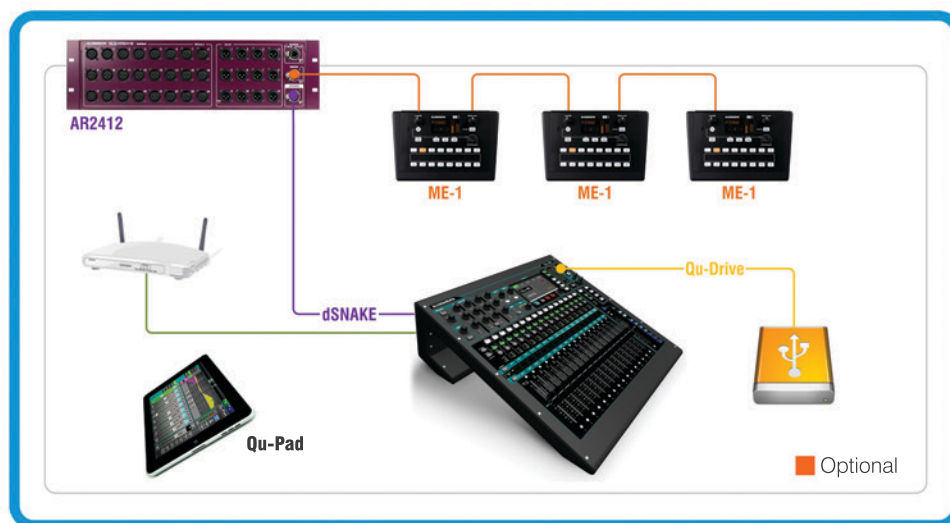 AR2412
ME-1
ME-1
ME-1
Qu-Drive
dSNAKE
Qu-Pad
Optional